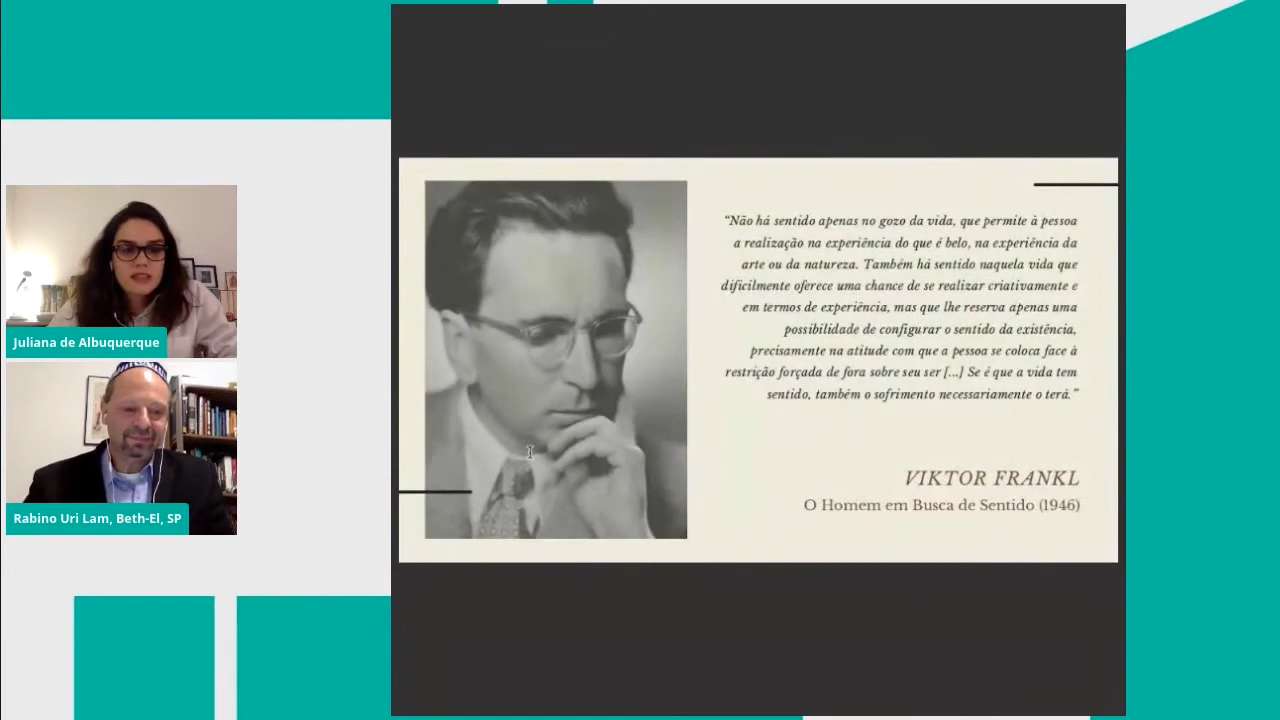 Juliana de Albuquerque
Rabino Uri Lam, Beth-El, SP
“Não há sentido apenas no gozo da vida, que permite à pessoa
a realização na experiência do que é belo, na experiência da
arte ou da natureza. Também há sentido naquela vida que
dificilmente oferece uma chance de se realizar criativamente e
em termos de experiência, mas que lhe reserva apenas uma
possibilidade de configurar o sentido da existência,
precisamente na atitude com que a pessoa se coloca face à
restrição forçada de fora sobre seu ser [...] Se é que a vida tem
sentido, também o sofrimento necessariamente o terá.”
VIKTOR FRANKL
O Homem em Busca de Sentido (1946)